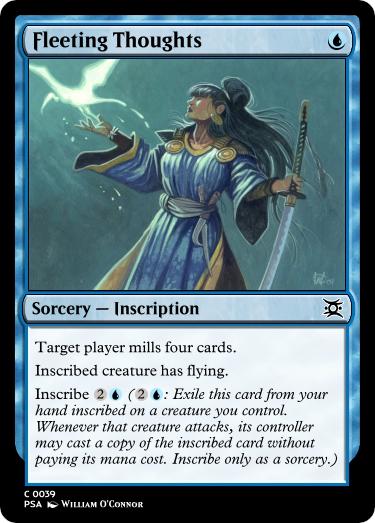 Fleeting Thoughts
Sorcery — Inscription
Target player mills four cards.
Inscribed creature has flying.
Inscribe 2 (2: Exile this card from your
hand inscribed on a creature you control.
Whenever that creature attacks, its controller
may cast a copy of the inscribed card without
paying its mana cost. Inscribe only as a sorcery.)
C 0039
PSA William O'Connor